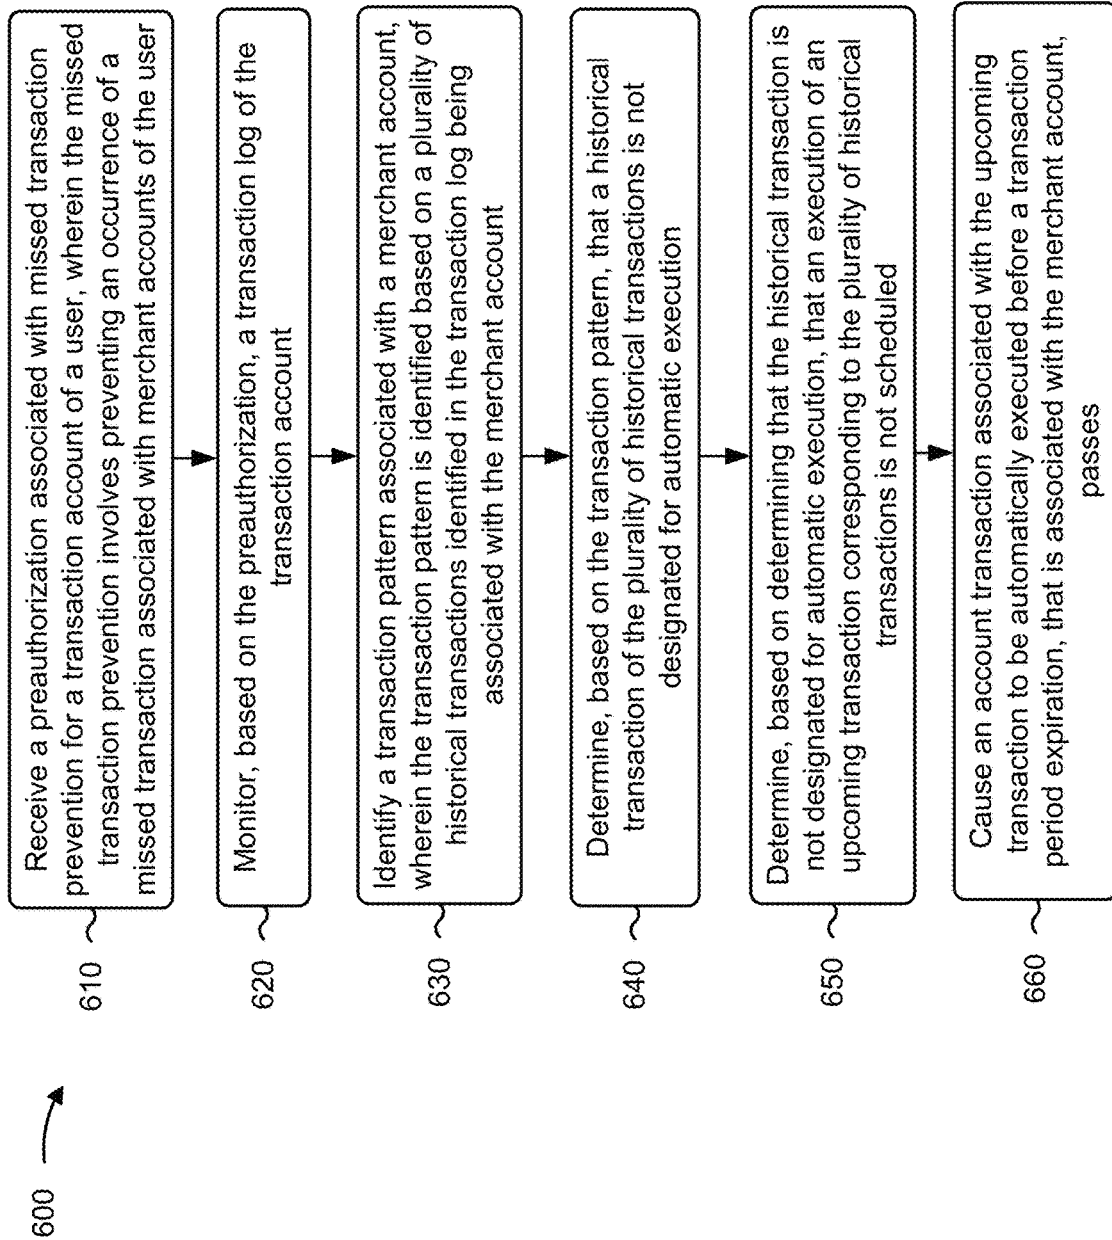 600
610
Receive a preauthorization associated with missed transaction
prevention for a transaction account of a user, wherein the missed
transaction prevention involves preventing an occurrence of a
missed transaction associated with merchant accounts of the user
620
Monitor, based on the preauthorization, a transaction log of the
transaction account
630
Identify a transaction pattern associated with a merchant account,
wherein the transaction pattern is identified based on a plurality of
historical transactions identified in the transaction log being
associated with the merchant account
640
Determine, based on the transaction pattern, that a historical
transaction of the plurality of historical transactions is not
designated for automatic execution
650
Determine, based on determining that the historical transaction is
not designated for automatic execution, that an execution of an
upcoming transaction corresponding to the plurality of historical
transactions is not scheduled
660
Cause an account transaction associated with the upcoming
transaction to be automatically executed before a transaction
period expiration, that is associated with the merchant account,
passes